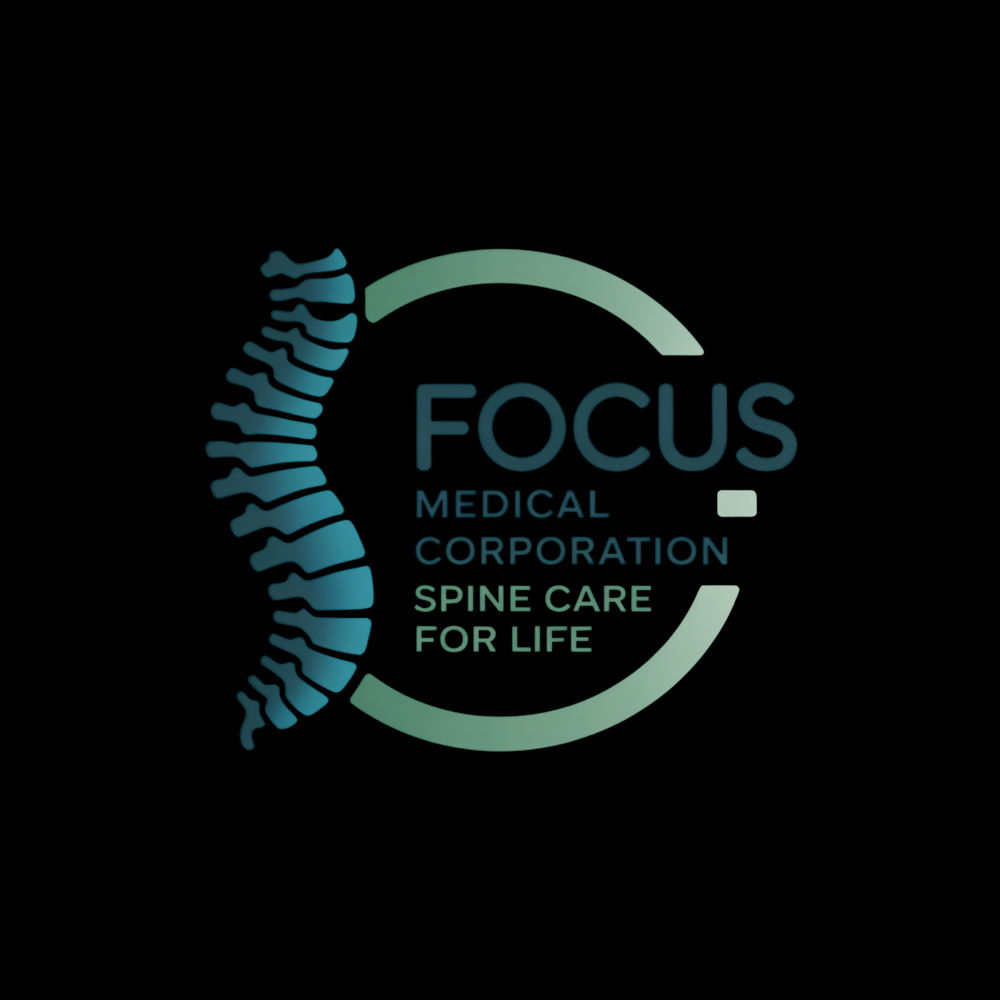 FOCUS
MEDICAL
CORPORATION
SPINE CARE
FOR LIFE